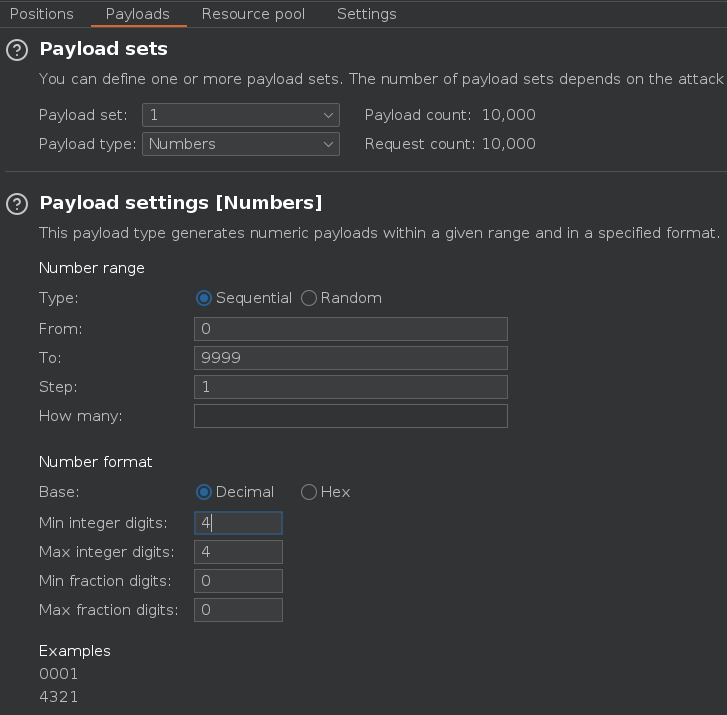 Positions Payloads Resource pool Settings
? Payload sets
You can define one or more payload sets. The number of payload sets depends on the attack
Payload set: 1 Payload count: 10,000
Payload type: Numbers Request count: 10,000
? Payload settings [Numbers]
This payload type generates numeric payloads within a given range and in a specified format.
Number range
Type: Sequential Random
From: 0
To: 9999
Step: 1
How many:
Number format
Base: Decimal Hex
Min integer digits: 4
Max integer digits: 4
Min fraction digits: 0
Max fraction digits: 0
Examples
0001
4321